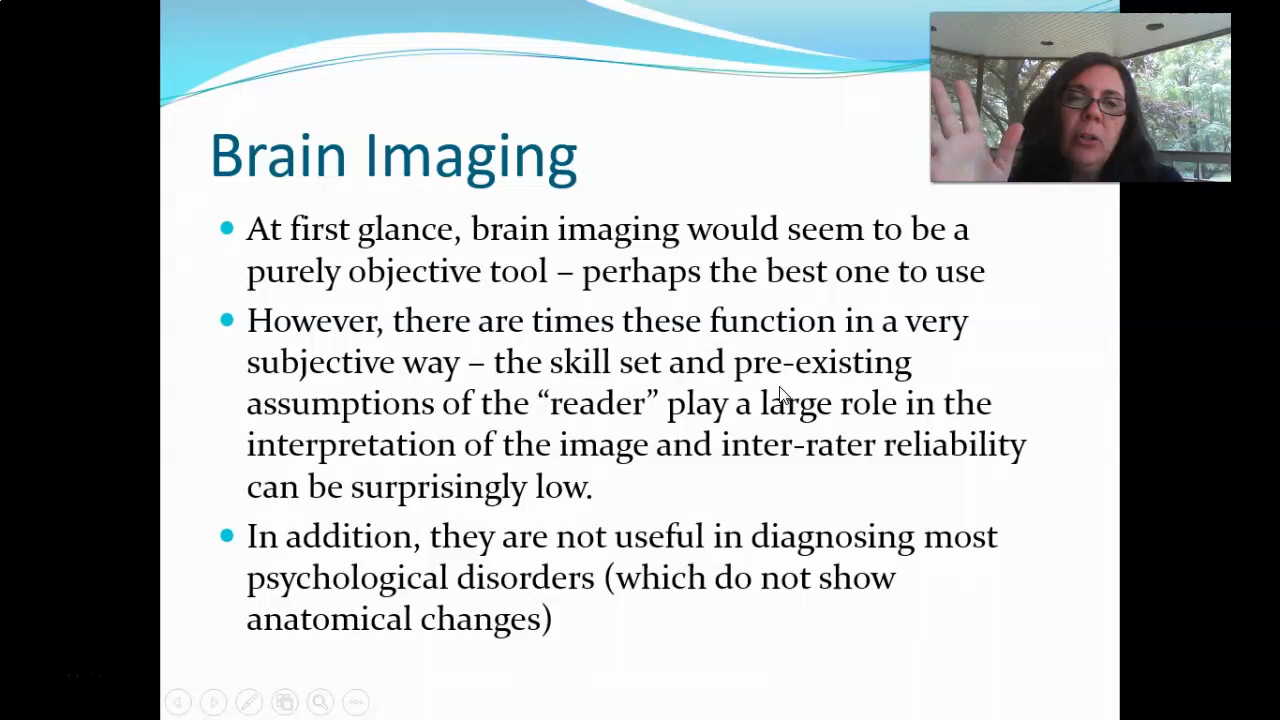 Brain Imaging
At first glance, brain imaging would seem to be a
purely objective tool – perhaps the best one to use
However, there are times these function in a very
subjective way – the skill set and pre-existing
assumptions of the “reader” play a large role in the
interpretation of the image and inter-rater reliability
can be surprisingly low.
In addition, they are not useful in diagnosing most
psychological disorders (which do not show
anatomical changes)